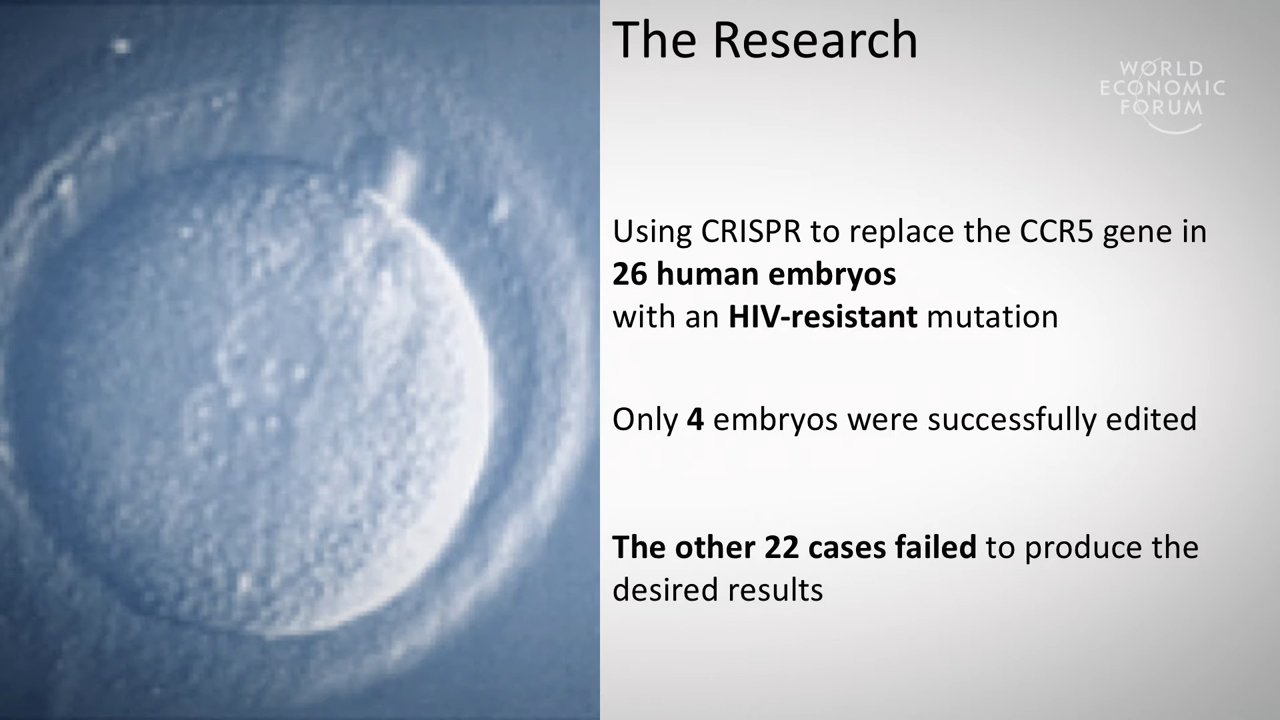 The Research
WORLD
ECONOMIC
FORUM
Using CRISPR to replace the CCR5 gene in
26 human embryos
with an HIV-resistant mutation
Only 4 embryos were successfully edited
The other 22 cases failed to produce the
desired results